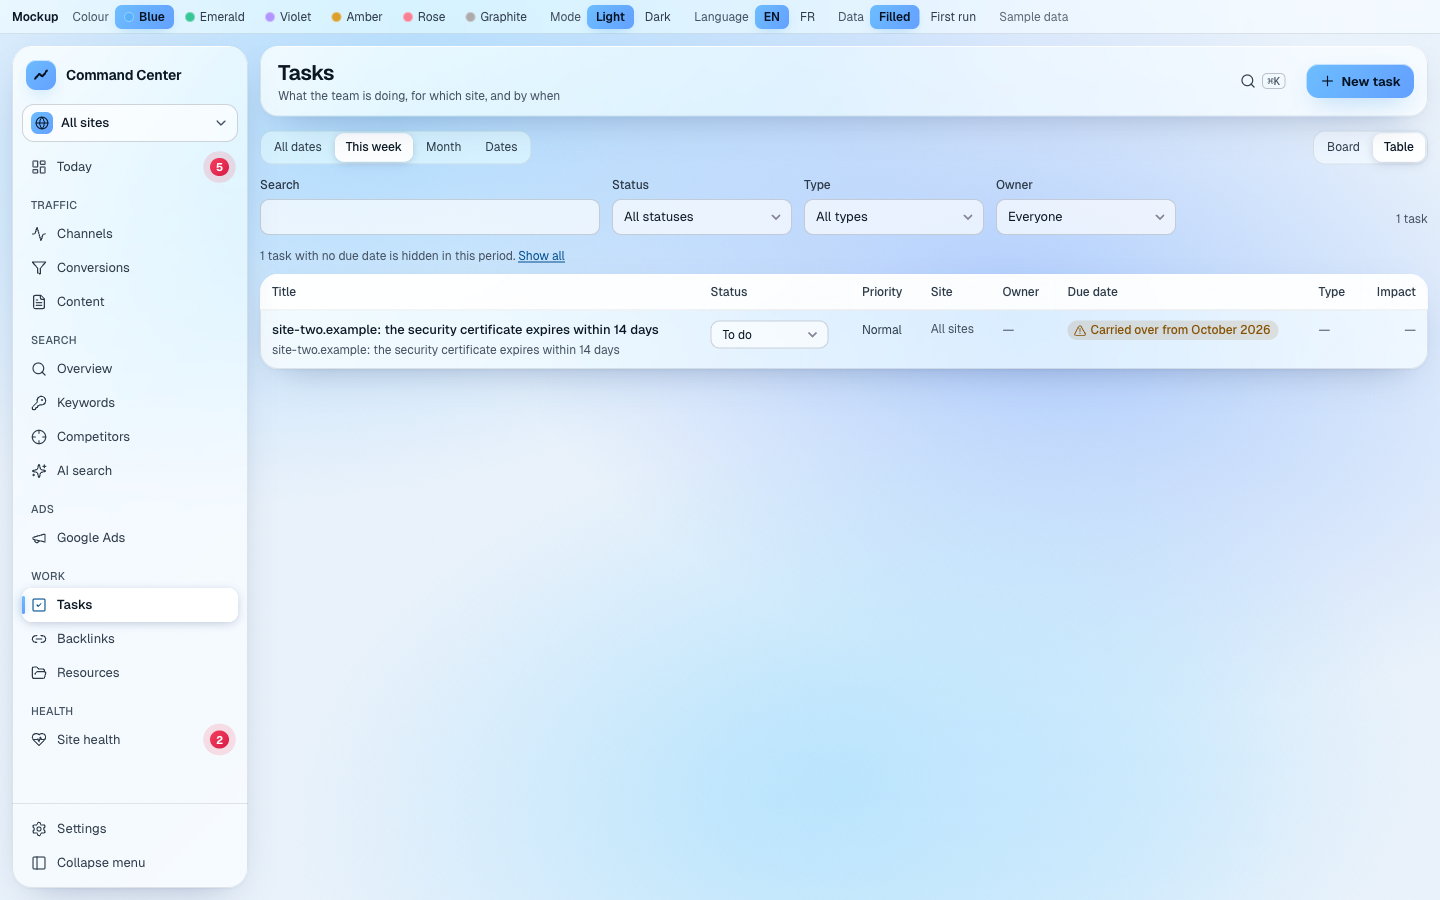 Mockup Colour Blue Emerald Violet Amber Rose Graphite Mode Light Dark Language EN FR Data Filled First run Sample data
Command Center
All sites
Today 5
TRAFFIC
Channels
Conversions
Content
SEARCH
Overview
Keywords
Competitors
AI search
ADS
Google Ads
WORK
Tasks
Backlinks
Resources
HEALTH
Site health 2
Settings
Collapse menu
Tasks
What the team is doing, for which site, and by when
⌘K
New task
All dates This week Month Dates
Board Table
Search Status Type Owner
All statuses All types Everyone
1 task
1 task with no due date is hidden in this period. Show all
Title Status Priority Site Owner Due date Type Impact
site-two.example: the security certificate expires within 14 days To do Normal All sites — Carried over from October 2026 — —
site-two.example: the security certificate expires within 14 days